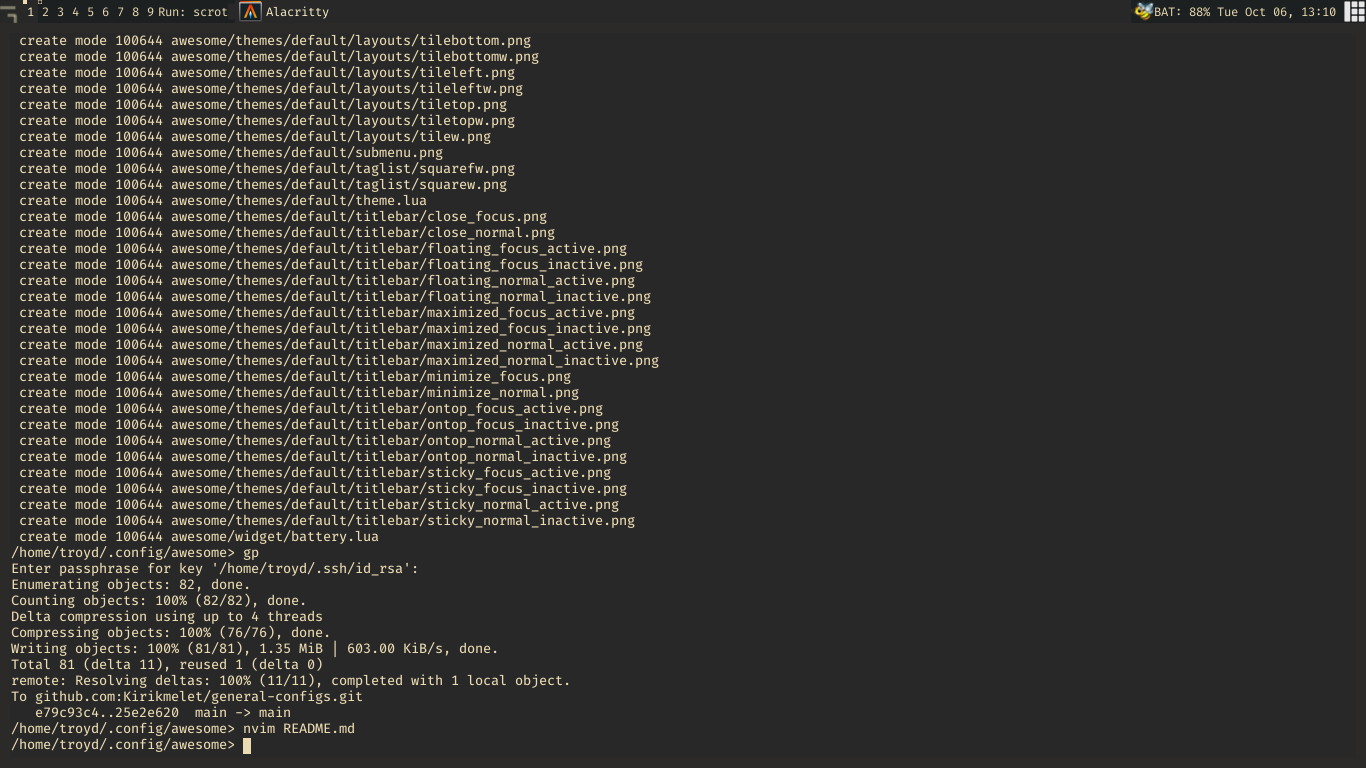 1 2 3 4 5 6 7 8 9 Run: scrot Alacritty BAT: 88% Tue Oct 06, 13:10
create mode 100644 awesome/themes/default/layouts/tilebottom.png
create mode 100644 awesome/themes/default/layouts/tilebottomw.png
create mode 100644 awesome/themes/default/layouts/tileleft.png
create mode 100644 awesome/themes/default/layouts/tileleftw.png
create mode 100644 awesome/themes/default/layouts/tiletop.png
create mode 100644 awesome/themes/default/layouts/tiletopw.png
create mode 100644 awesome/themes/default/layouts/tilew.png
create mode 100644 awesome/themes/default/submenu.png
create mode 100644 awesome/themes/default/taglist/squarefw.png
create mode 100644 awesome/themes/default/taglist/squarew.png
create mode 100644 awesome/themes/default/theme.lua
create mode 100644 awesome/themes/default/titlebar/close_focus.png
create mode 100644 awesome/themes/default/titlebar/close_normal.png
create mode 100644 awesome/themes/default/titlebar/floating_focus_active.png
create mode 100644 awesome/themes/default/titlebar/floating_focus_inactive.png
create mode 100644 awesome/themes/default/titlebar/floating_normal_active.png
create mode 100644 awesome/themes/default/titlebar/floating_normal_inactive.png
create mode 100644 awesome/themes/default/titlebar/maximized_focus_active.png
create mode 100644 awesome/themes/default/titlebar/maximized_focus_inactive.png
create mode 100644 awesome/themes/default/titlebar/maximized_normal_active.png
create mode 100644 awesome/themes/default/titlebar/maximized_normal_inactive.png
create mode 100644 awesome/themes/default/titlebar/minimize_focus.png
create mode 100644 awesome/themes/default/titlebar/minimize_normal.png
create mode 100644 awesome/themes/default/titlebar/ontop_focus_active.png
create mode 100644 awesome/themes/default/titlebar/ontop_focus_inactive.png
create mode 100644 awesome/themes/default/titlebar/ontop_normal_active.png
create mode 100644 awesome/themes/default/titlebar/ontop_normal_inactive.png
create mode 100644 awesome/themes/default/titlebar/sticky_focus_active.png
create mode 100644 awesome/themes/default/titlebar/sticky_focus_inactive.png
create mode 100644 awesome/themes/default/titlebar/sticky_normal_active.png
create mode 100644 awesome/themes/default/titlebar/sticky_normal_inactive.png
create mode 100644 awesome/widget/battery.lua
/home/troyd/.config/awesome> gp
Enter passphrase for key '/home/troyd/.ssh/id_rsa':
Enumerating objects: 82, done.
Counting objects: 100% (82/82), done.
Delta compression using up to 4 threads
Compressing objects: 100% (76/76), done.
Writing objects: 100% (81/81), 1.35 MiB | 603.00 KiB/s, done.
Total 81 (delta 11), reused 1 (delta 0)
remote: Resolving deltas: 100% (11/11), completed with 1 local object.
To github.com:Kirikmelet/general-configs.git
e79c93c4..25e2e620 main -> main
/home/troyd/.config/awesome> nvim README.md
/home/troyd/.config/awesome>